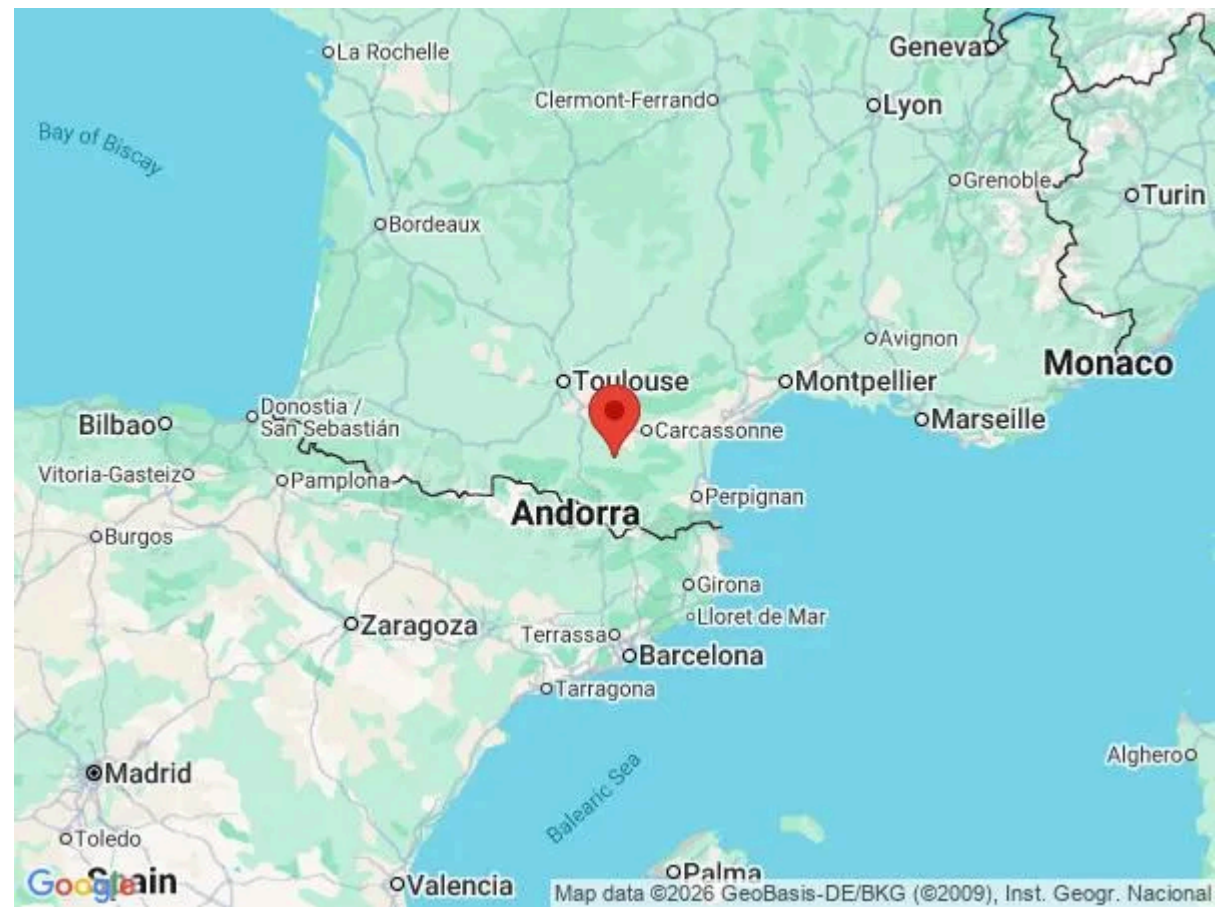 La Rochelle
Geneva
Clermont-Ferrand
Lyon
Bay of Biscay
Grenoble
Turin
Bordeaux
Avignon
Monaco
Toulouse
Montpellier
Donostia /
San Sebastián
Bilbao
Carcassonne
Marseille
Vitoria-Gasteiz
Pamplona
Perpignan
Andorra
Burgos
Girona
Lloret de Mar
Zaragoza
Terrassa
Barcelona
Tarragona
Alghero
Madrid
Balearic Sea
Toledo
Palma
Spain
Google
Valencia
Map data ©2026 GeoBasis-DE/BKG (©2009), Inst. Geogr. Nacional